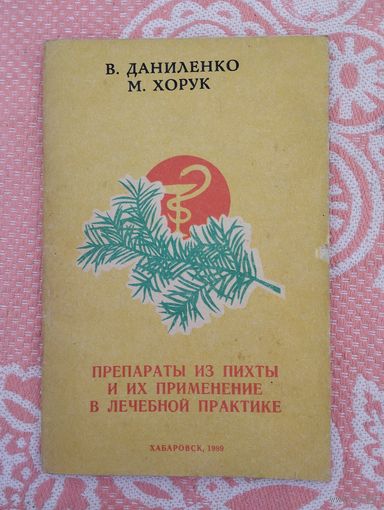 В. ДАНИЛЕНКО
М. ХОРУК
ПРЕПАРАТЫ ИЗ ПИХТЫ
И ИХ ПРИМЕНЕНИЕ
В ЛЕЧЕБНОЙ ПРАКТИКЕ
ХАБАРОВСК, 1989